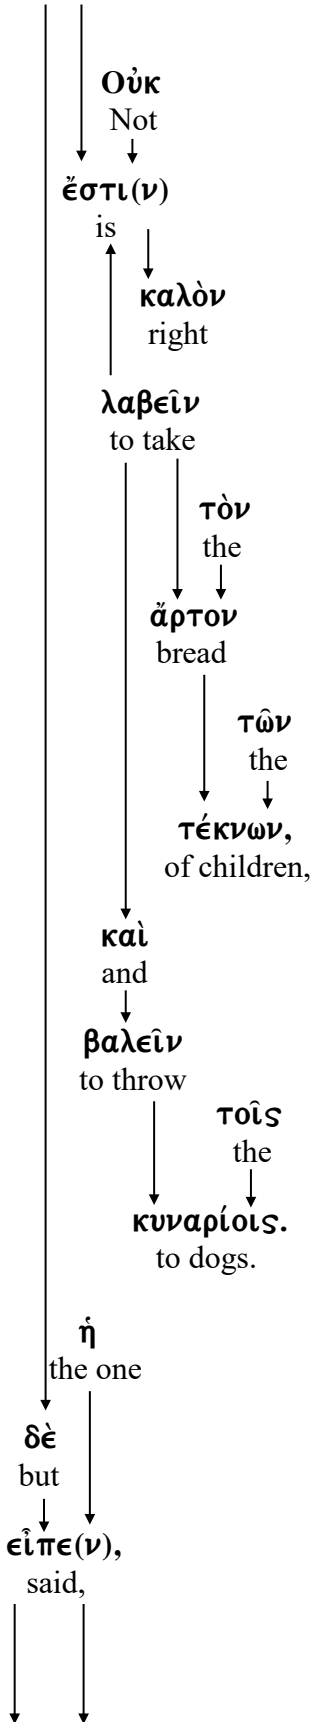 Οὐκ
Not
ἔστι(ν)
is
καλὸν
right
λαβεῖν
to take
τὸν
the
ἄρτον
bread
τῶν
the
τέκνων,
of children,
καὶ
and
βαλεῖν
to throw
τοῖς
the
κυναρίοις.
to dogs.
ἡ
the one
δὲ
but
εἶπε(ν),
said,